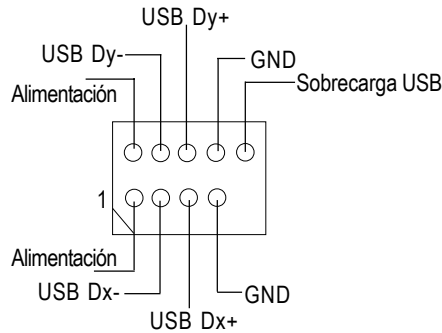 USB Dy+
USB Dy-
GND
Alimentación
Sobrecarga USB
1
Alimentación
USB Dx-
GND
USB Dx+